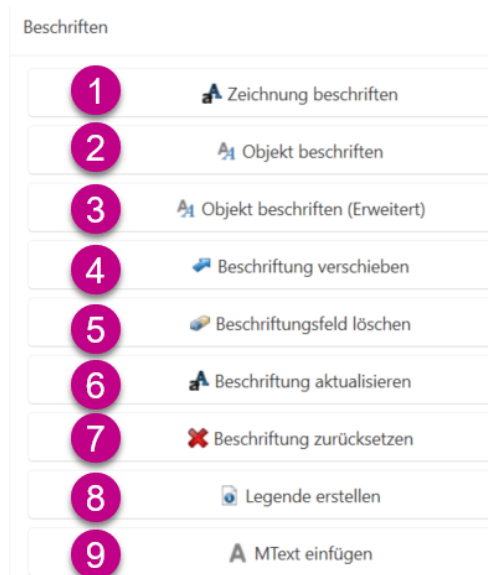 Beschriften
1 Zeichnung beschriften
2 Objekt beschriften
3 Objekt beschriften (Erweitert)
4 Beschriftung verschieben
5 Beschriftungsfeld löschen
6 Beschriftung aktualisieren
7 Beschriftung zurücksetzen
8 Legende erstellen
9 MText einfügen